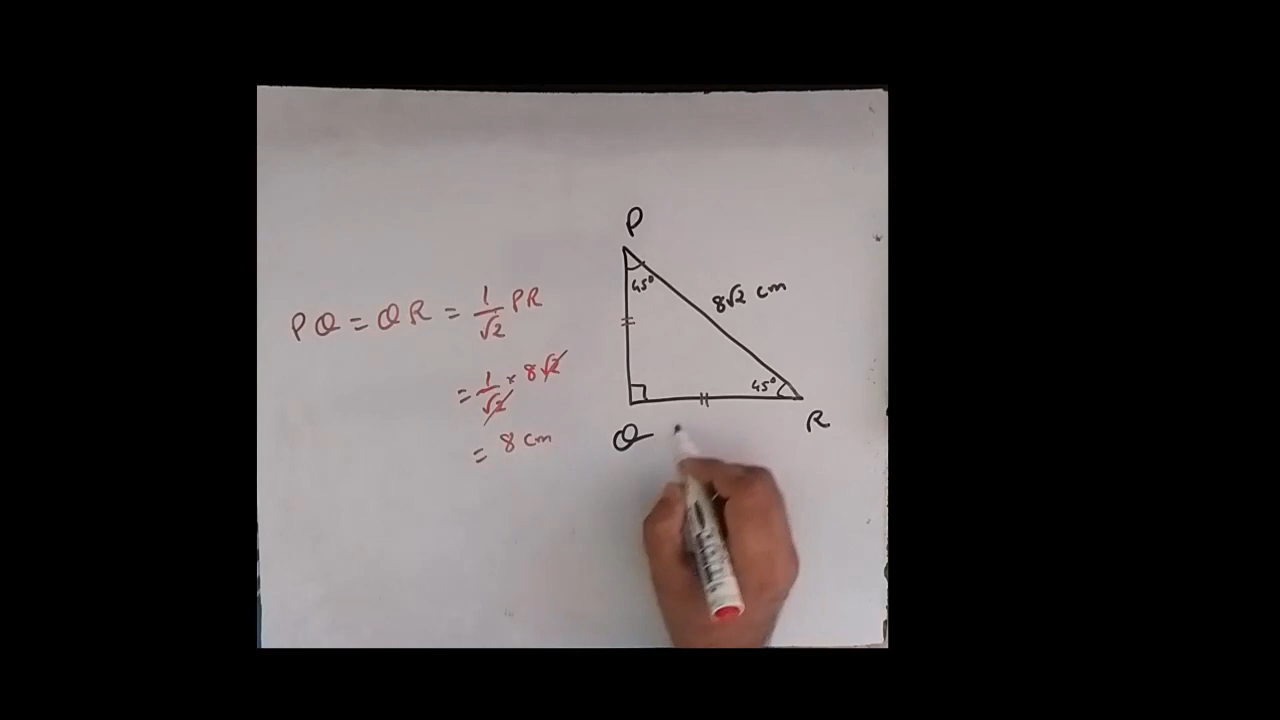 PQ = QR = 1/√2 PR
= 1/√2 × 8√2
= 8 cm
P
45°
8√2 cm
45°
Q
R